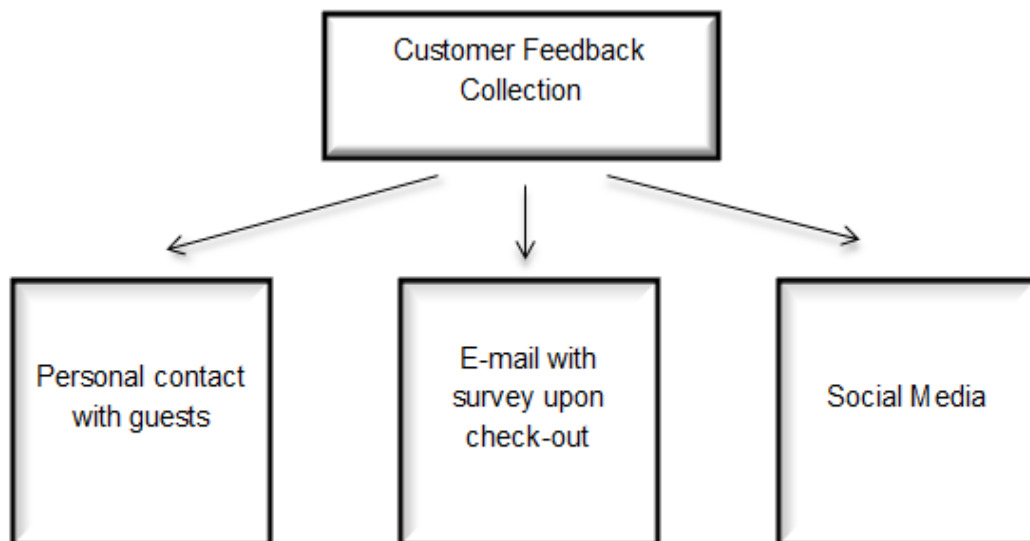 Customer Feedback
Collection
Personal contact
with guests
E-mail with
survey upon
check-out
Social Media